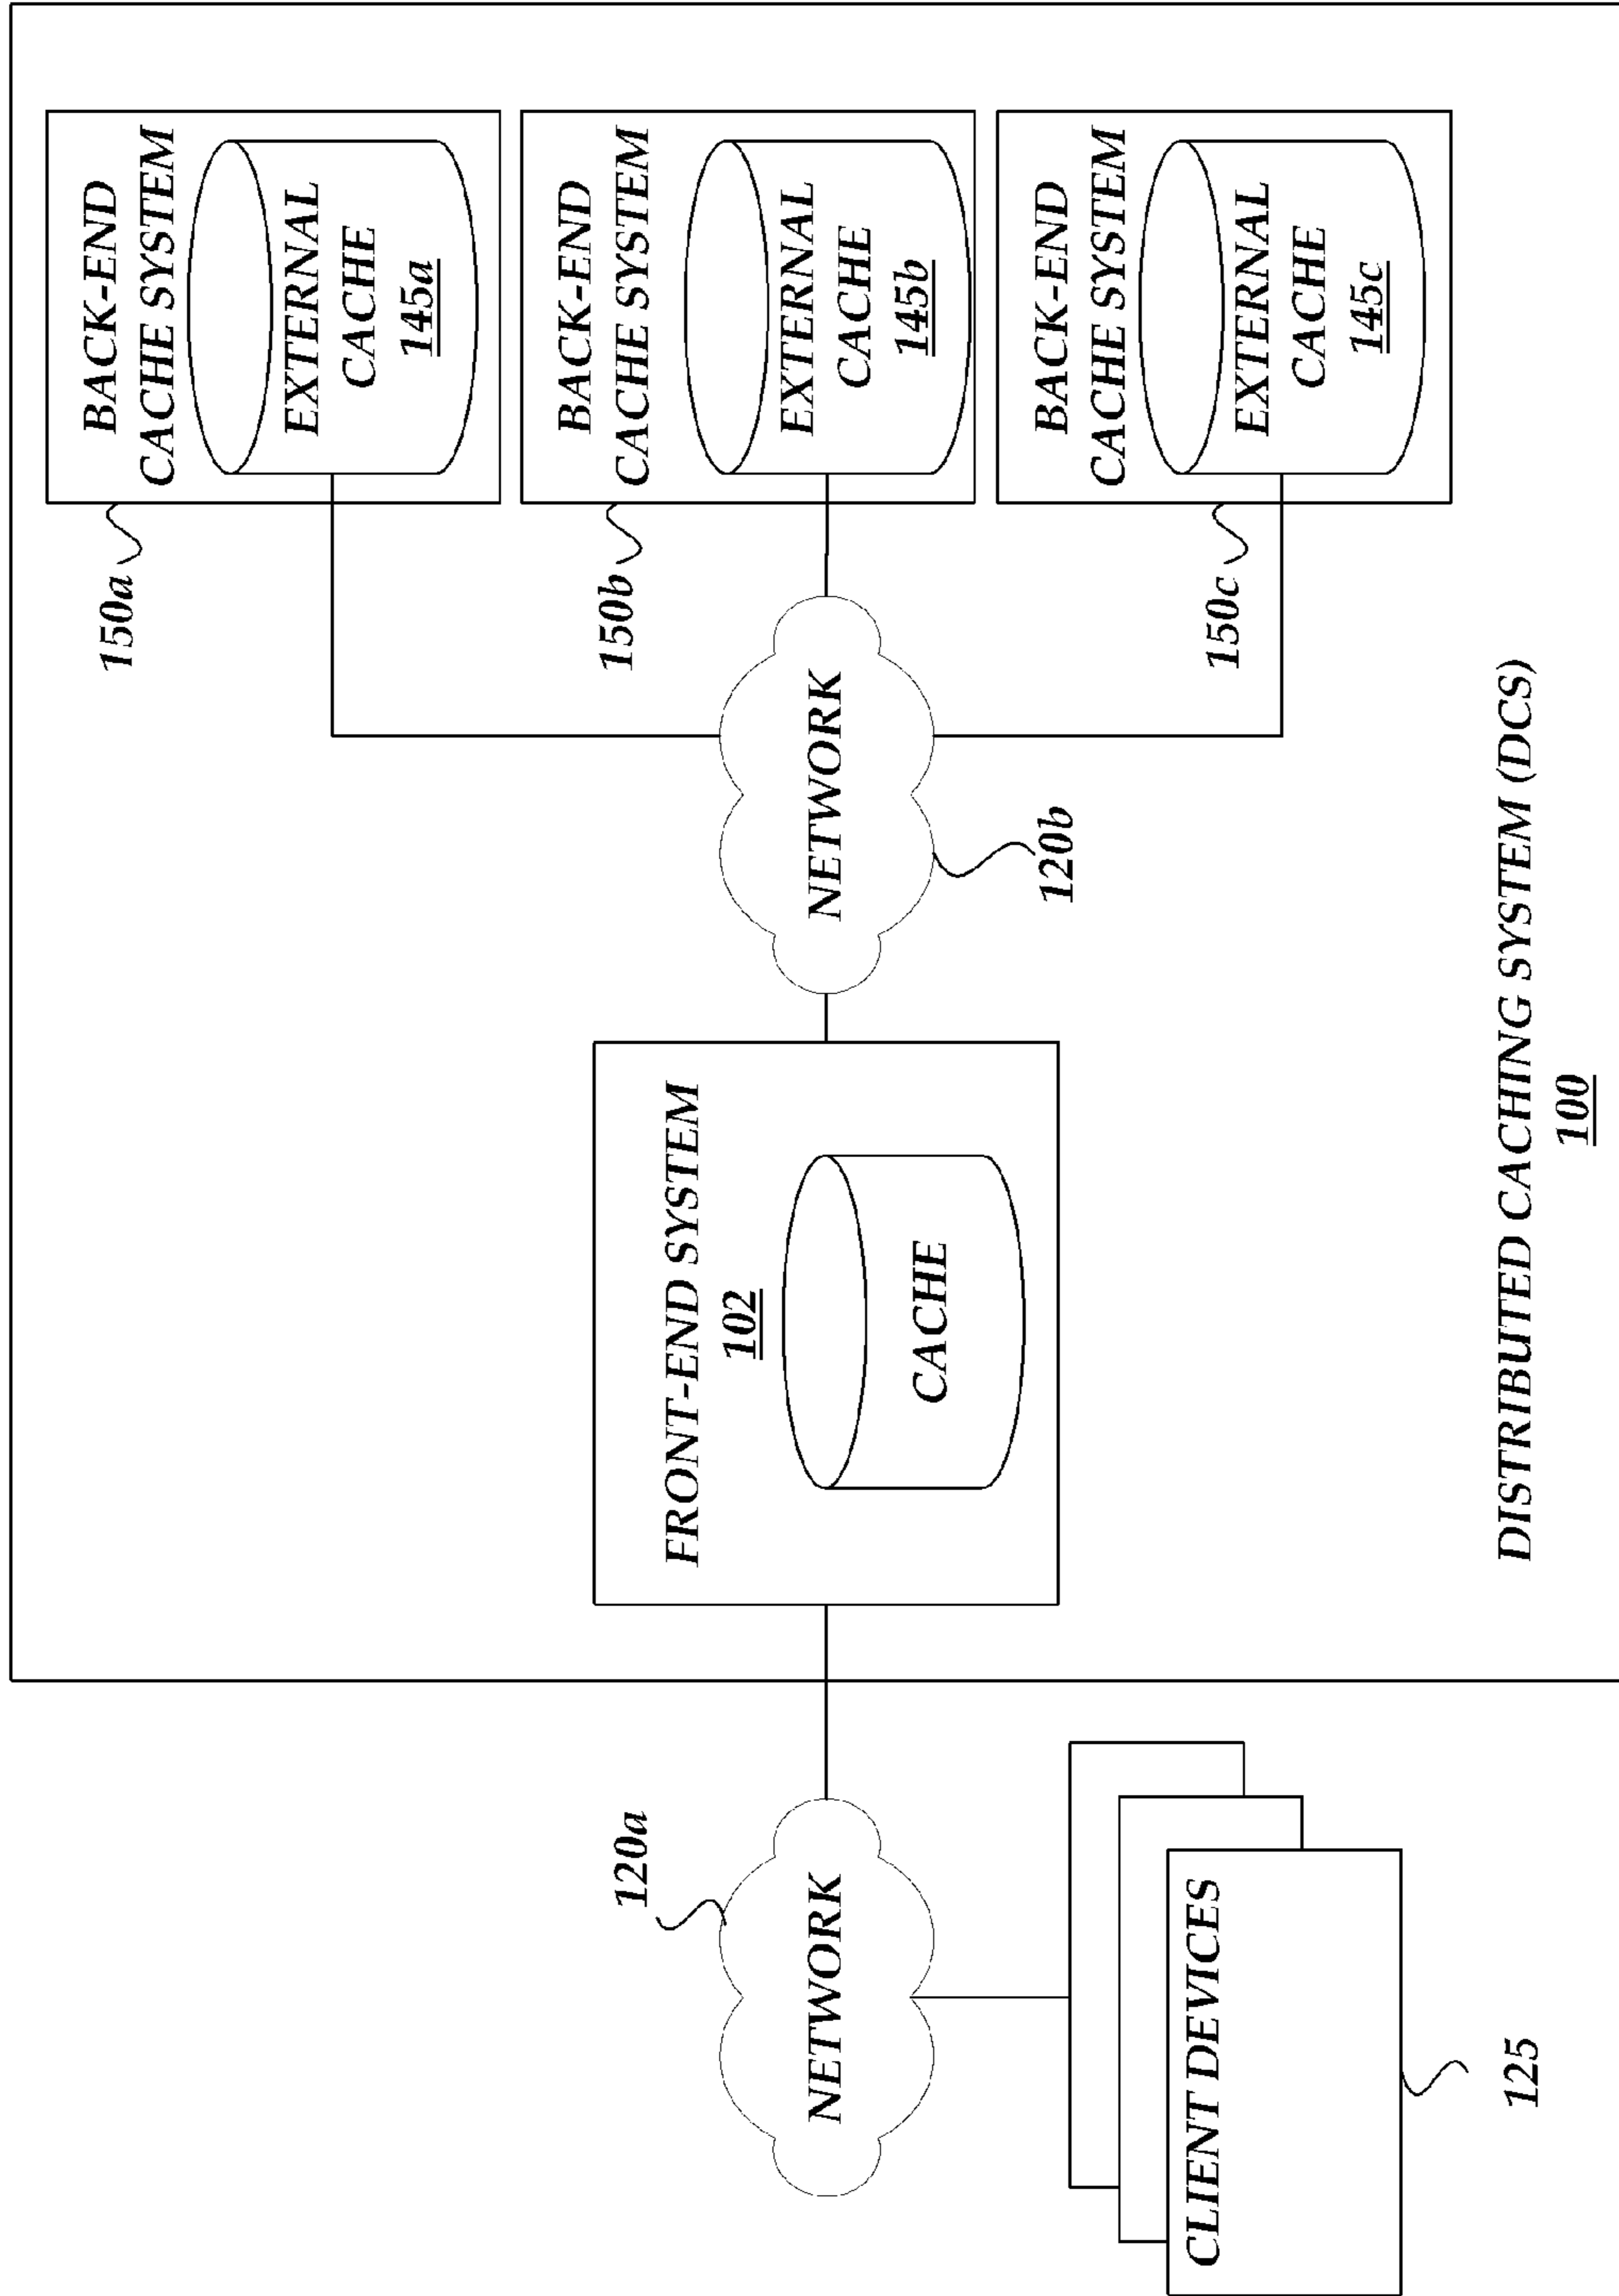 120a
NETWORK
CLIENT DEVICES
125
FRONT-END SYSTEM
102
CACHE
NETWORK
120b
150a
BACK-END
CACHE SYSTEM
EXTERNAL
CACHE
145a
150b
BACK-END
CACHE SYSTEM
EXTERNAL
CACHE
145b
150c
BACK-END
CACHE SYSTEM
EXTERNAL
CACHE
145c
DISTRIBUTED CACHING SYSTEM (DCS)
100